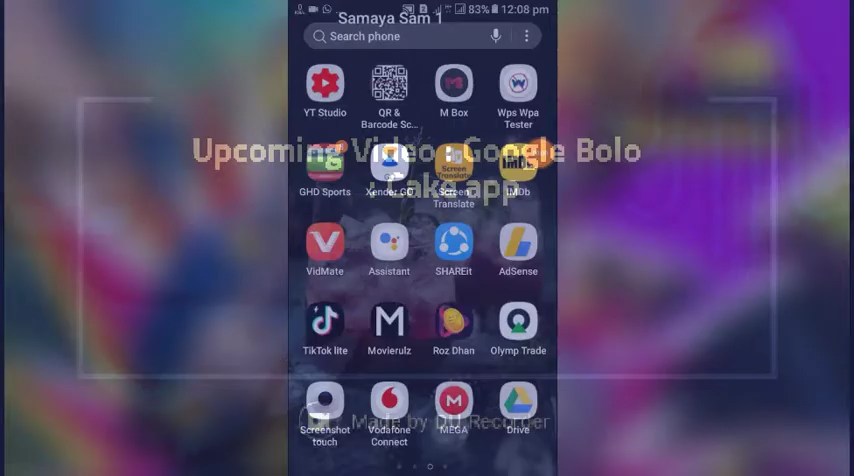 83% 12:08 pm
Samaya Sam 1
Search phone
YT Studio
QR &
Barcode Sc...
M Box
Wps Wpa
Tester
Upcoming Video : Google Bolo
GHD Sports
Xender GO
Screen
Translate
IMDb
app
VidMate
Assistant
SHAREit
AdSense
TikTok lite
Movierulz
Roz Dhan
Olymp Trade
Made by DU Recorder
Screenshot
touch
Vodafone
Connect
MEGA
Drive